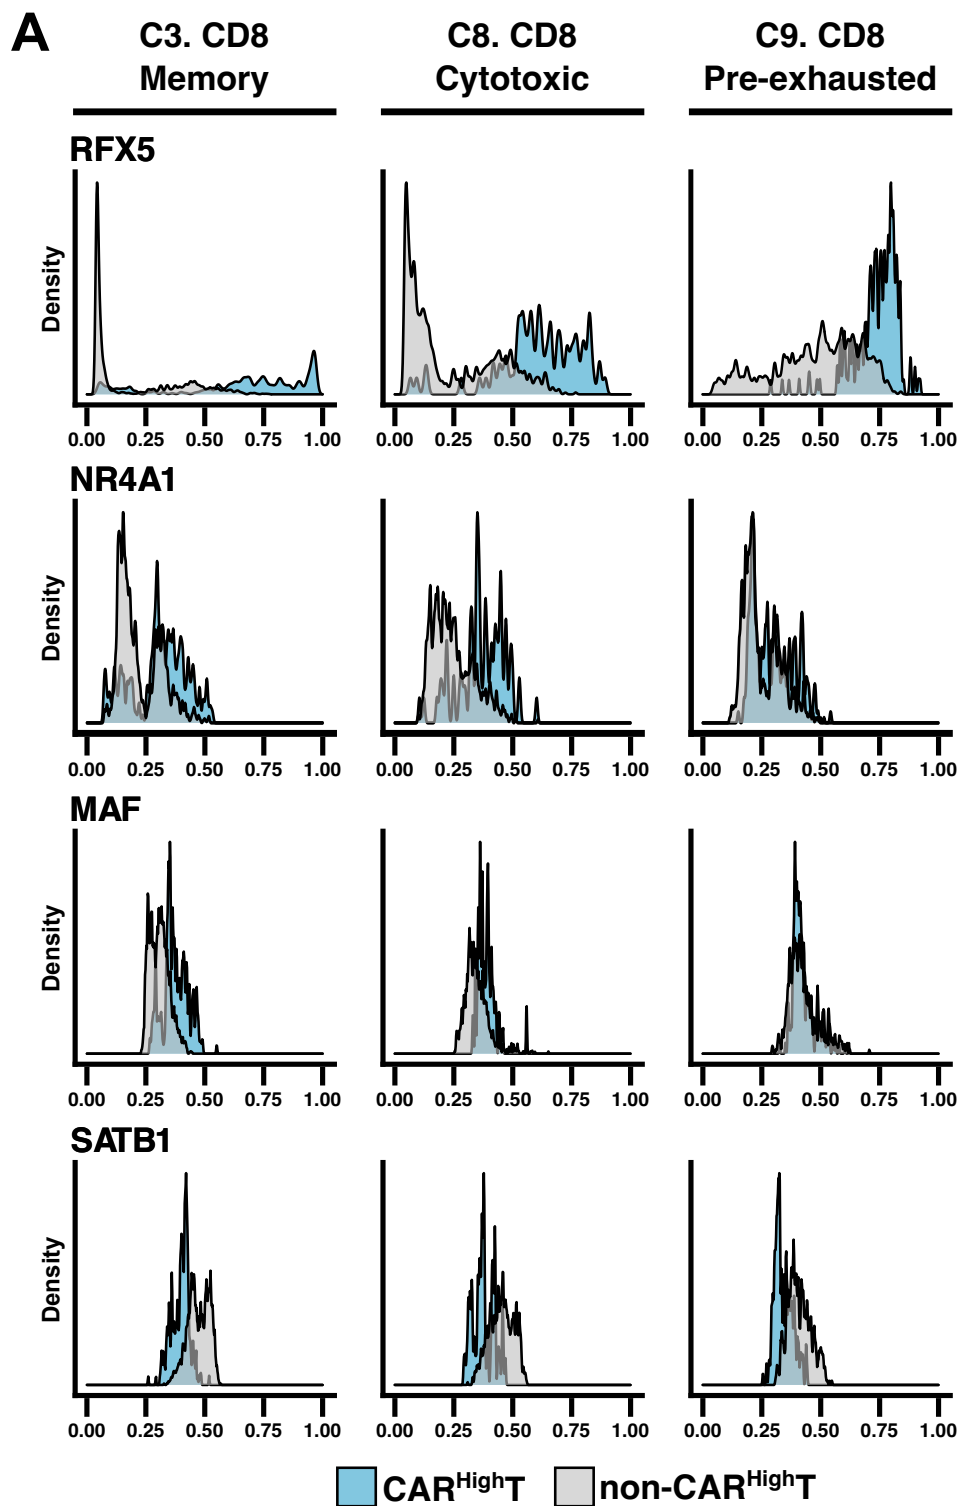 A
C3. CD8 Memory
C8. CD8 Cytotoxic
C9. CD8 Pre-exhausted
RFX5
Density
0.00 0.25 0.50 0.75 1.00
0.00 0.25 0.50 0.75 1.00
0.00 0.25 0.50 0.75 1.00
NR4A1
Density
0.00 0.25 0.50 0.75 1.00
0.00 0.25 0.50 0.75 1.00
0.00 0.25 0.50 0.75 1.00
MAF
Density
0.00 0.25 0.50 0.75 1.00
0.00 0.25 0.50 0.75 1.00
0.00 0.25 0.50 0.75 1.00
SATB1
Density
0.00 0.25 0.50 0.75 1.00
0.00 0.25 0.50 0.75 1.00
0.00 0.25 0.50 0.75 1.00
CAR^High T
non-CAR^High T